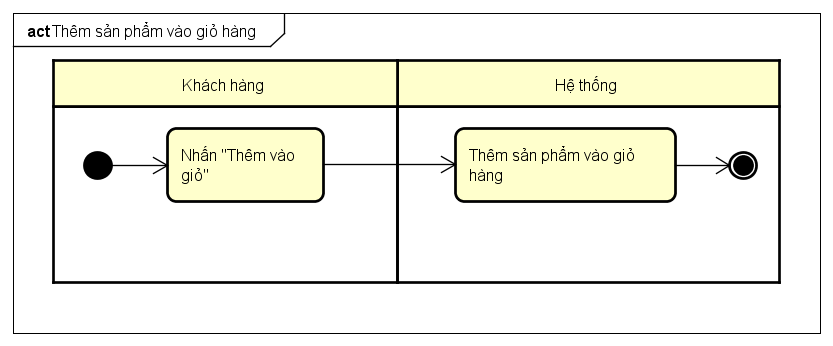 act Thêm sản phẩm vào giỏ hàng
Khách hàng
Hệ thống
Nhấn "Thêm vào
giỏ"
Thêm sản phẩm vào giỏ
hàng